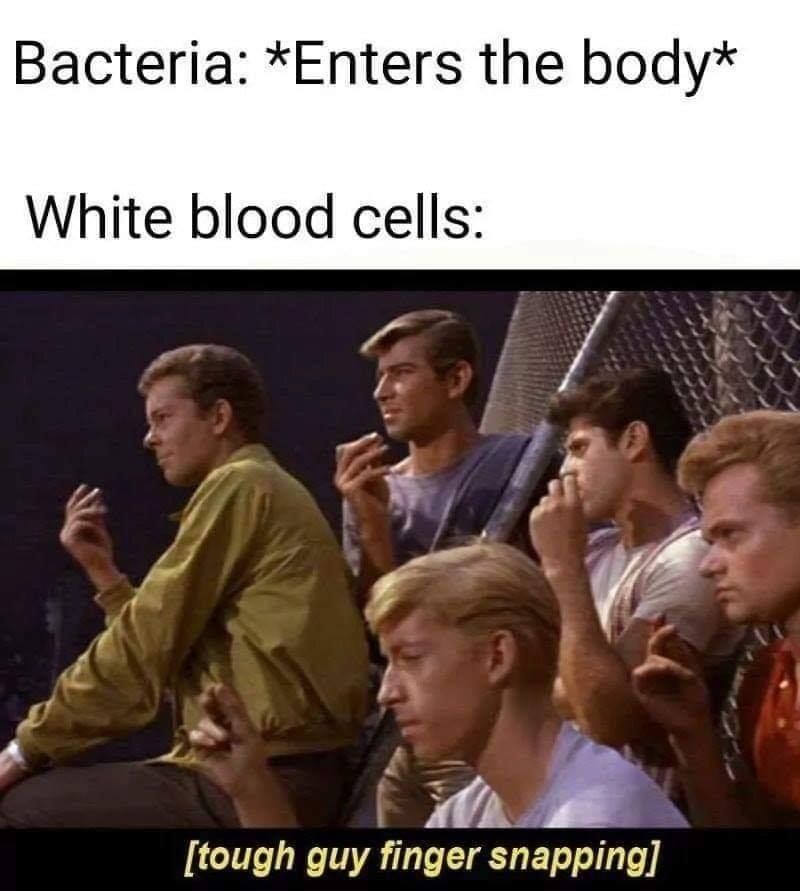 Bacteria: *Enters the body*
White blood cells:
[tough guy finger snapping]